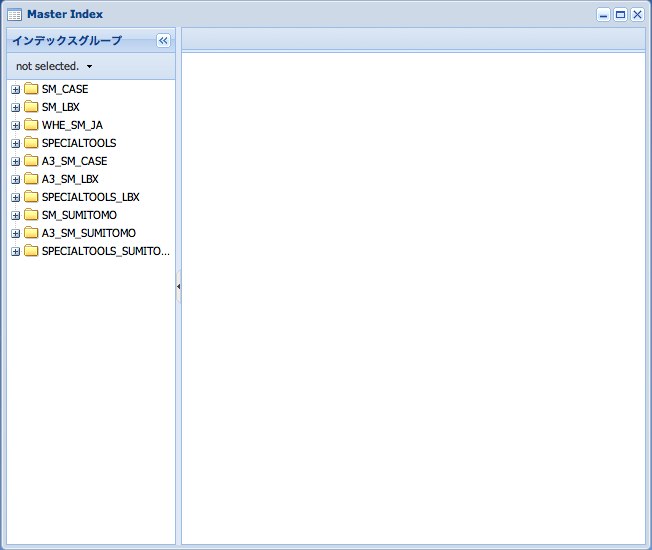 Master Index
インデックスグループ
not selected.
SM_CASE
SM_LBX
WHE_SM_JA
SPECIALTOOLS
A3_SM_CASE
A3_SM_LBX
SPECIALTOOLS_LBX
SM_SUMITOMO
A3_SM_SUMITOMO
SPECIALTOOLS_SUMITO...